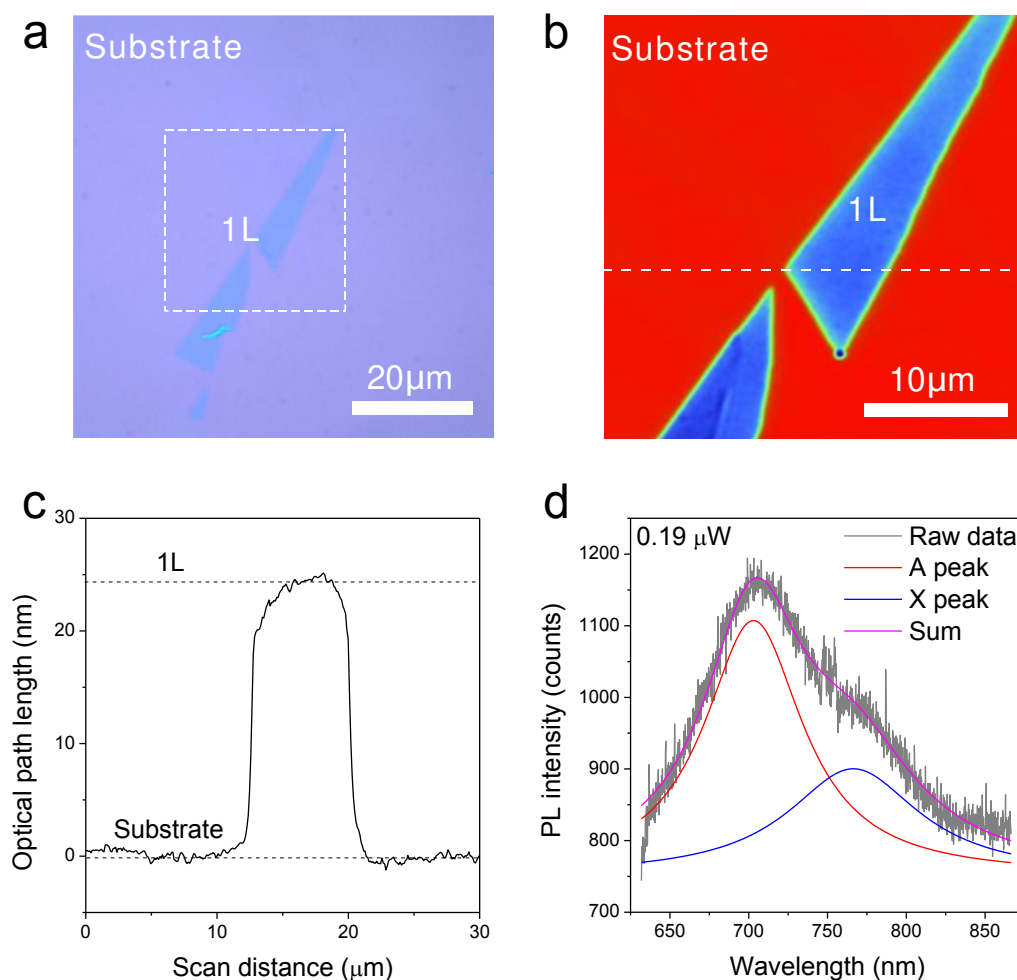 a
Substrate
1L
20μm
b
Substrate
1L
10μm
c
30
20
10
0
0
10
20
30
1L
Substrate
Optical path length (nm)
Scan distance (μm)
d
0.19 μW
Raw data
A peak
X peak
Sum
1200
1100
1000
900
800
700
650
700
750
800
850
PL intensity (counts)
Wavelength (nm)